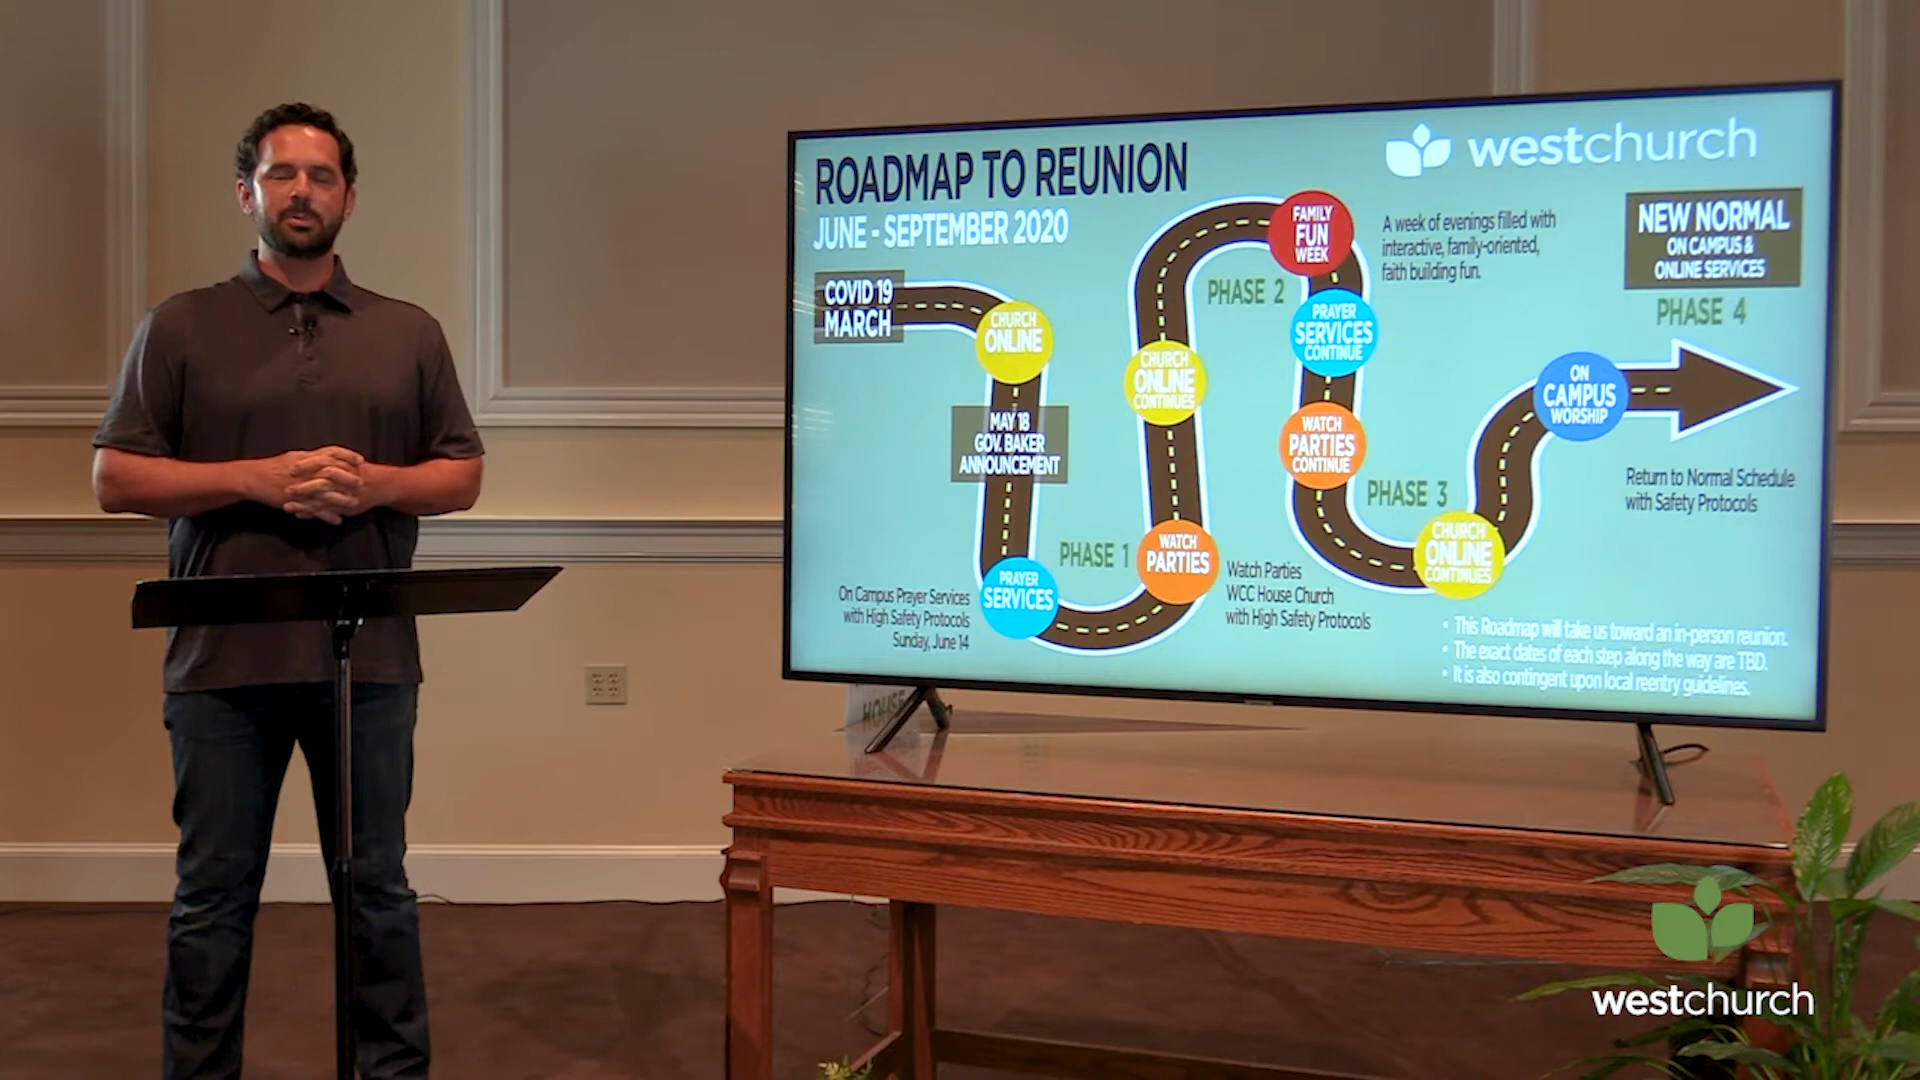 ROADMAP TO REUNION
JUNE - SEPTEMBER 2020
westchurch
COVID 19
MARCH
CHURCH
ONLINE
MAY 18
GOV. BAKER
ANNOUNCEMENT
PRAYER
SERVICES
On Campus Prayer Services
with High Safety Protocols
Sunday, June 14
PHASE 1
WATCH
PARTIES
Watch Parties
WCC House Church
with High Safety Protocols
CHURCH
ONLINE
CONTINUES
PHASE 2
FAMILY
FUN
WEEK
A week of evenings filled with
interactive, family-oriented,
faith building fun.
PRAYER
SERVICES
CONTINUE
WATCH
PARTIES
CONTINUE
PHASE 3
CHURCH
ONLINE
CONTINUES
ON
CAMPUS
WORSHIP
NEW NORMAL
ON CAMPUS &
ONLINE SERVICES
PHASE 4
Return to Normal Schedule
with Safety Protocols
• This Roadmap will take us toward an in-person reunion.
• The exact dates of each step along the way are TBD.
• It is also contingent upon local reentry guidelines.
HOUSE
westchurch